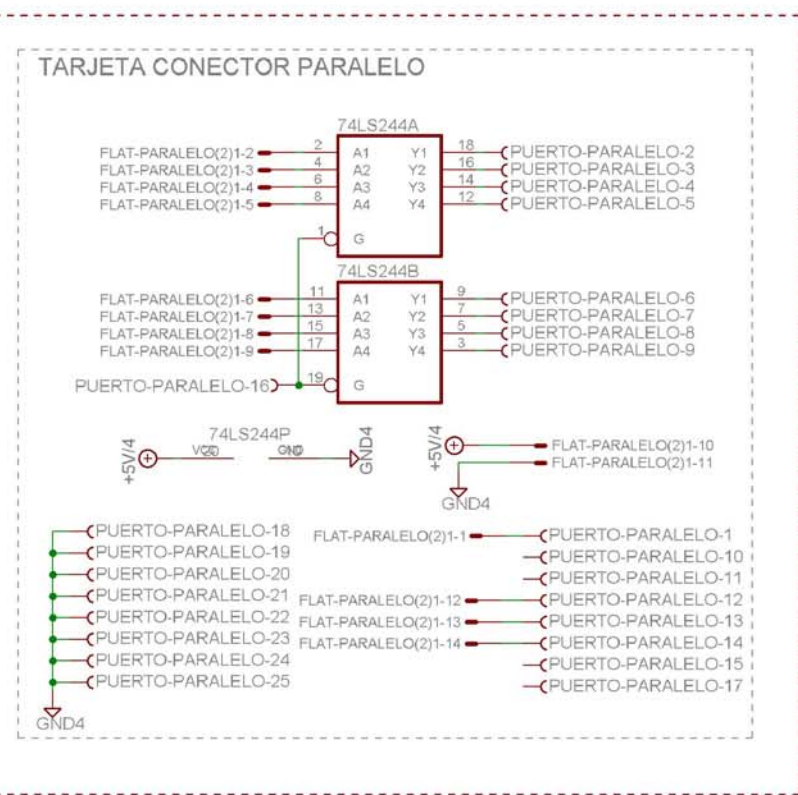 TARJETA CONECTOR PARALELO
74LS244A
FLAT-PARALELO(2)1-2 2 A1 Y1 18 PUERTO-PARALELO-2
FLAT-PARALELO(2)1-3 4 A2 Y2 16 PUERTO-PARALELO-3
FLAT-PARALELO(2)1-4 6 A3 Y3 14 PUERTO-PARALELO-4
FLAT-PARALELO(2)1-5 8 A4 Y4 12 PUERTO-PARALELO-5
1 G
74LS244B
FLAT-PARALELO(2)1-6 11 A1 Y1 9 PUERTO-PARALELO-6
FLAT-PARALELO(2)1-7 13 A2 Y2 7 PUERTO-PARALELO-7
FLAT-PARALELO(2)1-8 15 A3 Y3 5 PUERTO-PARALELO-8
FLAT-PARALELO(2)1-9 17 A4 Y4 3 PUERTO-PARALELO-9
PUERTO-PARALELO-16 19 G
74LS244P
+5V/4 VCC 20 GND 10 GND4
+5V/4 FLAT-PARALELO(2)1-10
FLAT-PARALELO(2)1-11
GND4
PUERTO-PARALELO-18
PUERTO-PARALELO-19
PUERTO-PARALELO-20
PUERTO-PARALELO-21
PUERTO-PARALELO-22
PUERTO-PARALELO-23
PUERTO-PARALELO-24
PUERTO-PARALELO-25
GND4
FLAT-PARALELO(2)1-1 PUERTO-PARALELO-1
PUERTO-PARALELO-10
PUERTO-PARALELO-11
FLAT-PARALELO(2)1-12 PUERTO-PARALELO-12
FLAT-PARALELO(2)1-13 PUERTO-PARALELO-13
FLAT-PARALELO(2)1-14 PUERTO-PARALELO-14
PUERTO-PARALELO-15
PUERTO-PARALELO-17